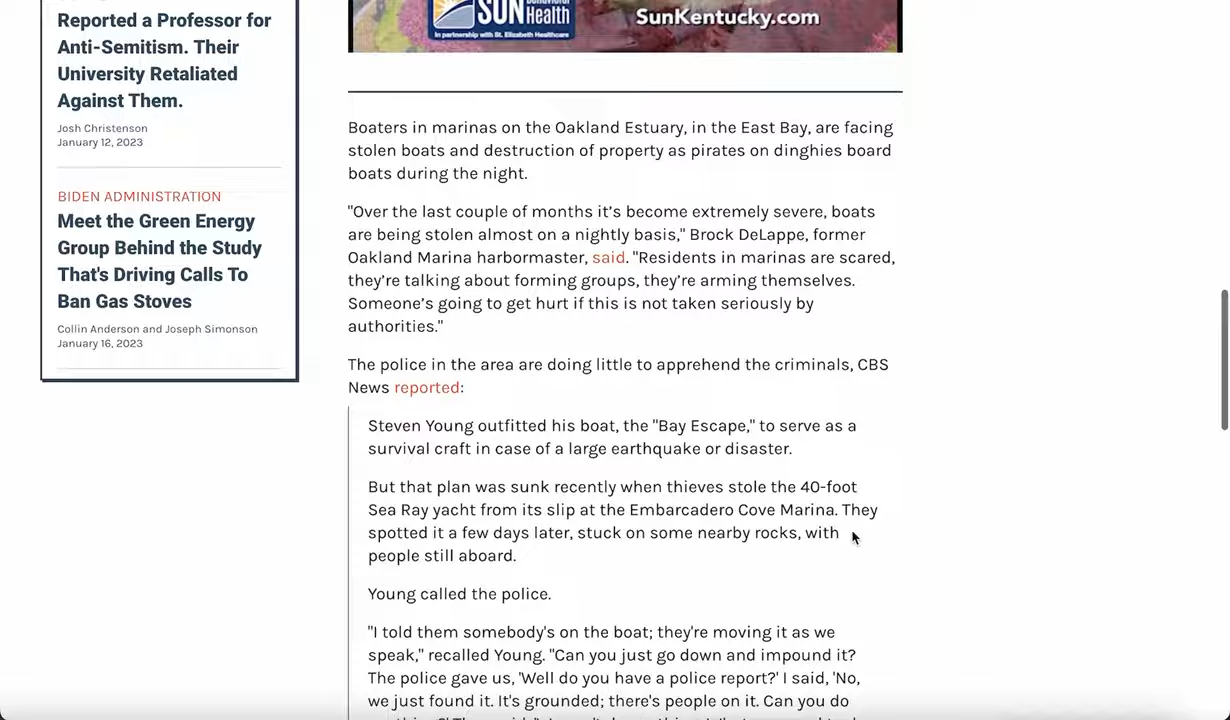 Reported a Professor for
Anti-Semitism. Their
University Retaliated
Against Them.
Josh Christenson
January 12, 2023
BIDEN ADMINISTRATION
Meet the Green Energy
Group Behind the Study
That's Driving Calls To
Ban Gas Stoves
Collin Anderson and Joseph Simonson
January 16, 2023
SUN Behavioral Health
In partnership with St. Elizabeth Healthcare
SunKentucky.com
Boaters in marinas on the Oakland Estuary, in the East Bay, are facing
stolen boats and destruction of property as pirates on dinghies board
boats during the night.
"Over the last couple of months it’s become extremely severe, boats
are being stolen almost on a nightly basis," Brock DeLappe, former
Oakland Marina harbormaster, said. "Residents in marinas are scared,
they’re talking about forming groups, they’re arming themselves.
Someone’s going to get hurt if this is not taken seriously by
authorities."
The police in the area are doing little to apprehend the criminals, CBS
News reported:
Steven Young outfitted his boat, the "Bay Escape," to serve as a
survival craft in case of a large earthquake or disaster.
But that plan was sunk recently when thieves stole the 40-foot
Sea Ray yacht from its slip at the Embarcadero Cove Marina. They
spotted it a few days later, stuck on some nearby rocks, with
people still aboard.
Young called the police.
"I told them somebody's on the boat; they're moving it as we
speak," recalled Young. "Can you just go down and impound it?
The police gave us, 'Well do you have a police report?' I said, 'No,
we just found it. It's grounded; there's people on it. Can you do